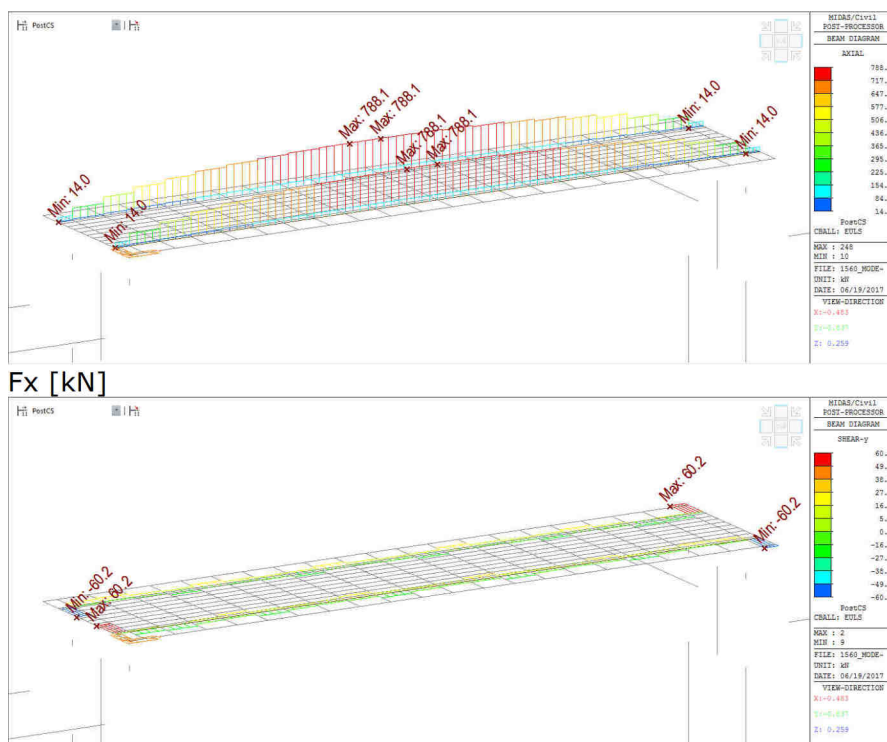 PostCS
MIDAS/Civil
POST-PROCESSOR
BEAM DIAGRAM
AXIAL
788.
717.
647.
577.
506.
436.
365.
295.
225.
154.
84.
14.
PostCS
CBALL: EULS
MAX : 248
MIN : 10
FILE: 1560_MODE~
UNIT: kN
DATE: 06/19/2017
VIEW-DIRECTION
X:-0.483
Z: 0.259
Max: 788.1
Max: 788.1
Max: 788.1
Max: 788.1
Min: 14.0
Min: 14.0
Min: 14.0
Min: 14.0
Fx [kN]
PostCS
MIDAS/Civil
POST-PROCESSOR
BEAM DIAGRAM
SHEAR-y
60.
49.
38.
27.
16.
5.
0.
-16.
-27.
-38.
-49.
-60.
PostCS
CBALL: EULS
MAX : 2
MIN : 9
FILE: 1560_MODE~
UNIT: kN
DATE: 06/19/2017
VIEW-DIRECTION
X:-0.483
Z: 0.259
Max: 60.2
Min: -60.2
Min: -60.2
Max: 60.2